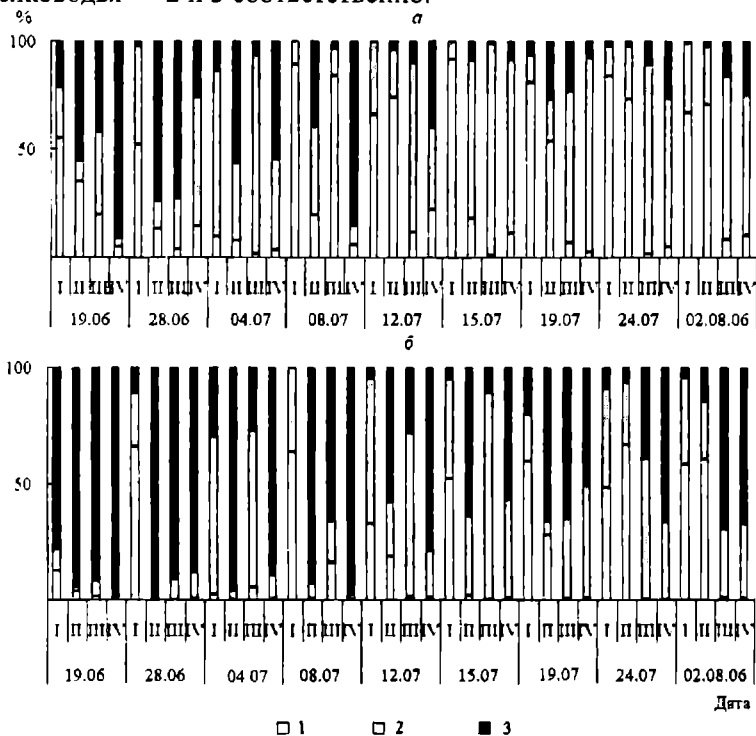 2 и 3 соответственно.
%
а
100
50
I II III IV I II III IV I II III IV I II III IV I II III IV I II III IV I II III IV I II III IV I II III IV
19.06 28.06 04.07 08.07 12.07 15.07 19.07 24.07 02.08.06
б
100
50
I II III IV I II III IV I II III IV I II III IV I II III IV I II III IV I II III IV I II III IV I II III IV
19.06 28.06 04 07 08.07 12.07 15.07 19.07 24.07 02.08.06
Дата
1 2 3